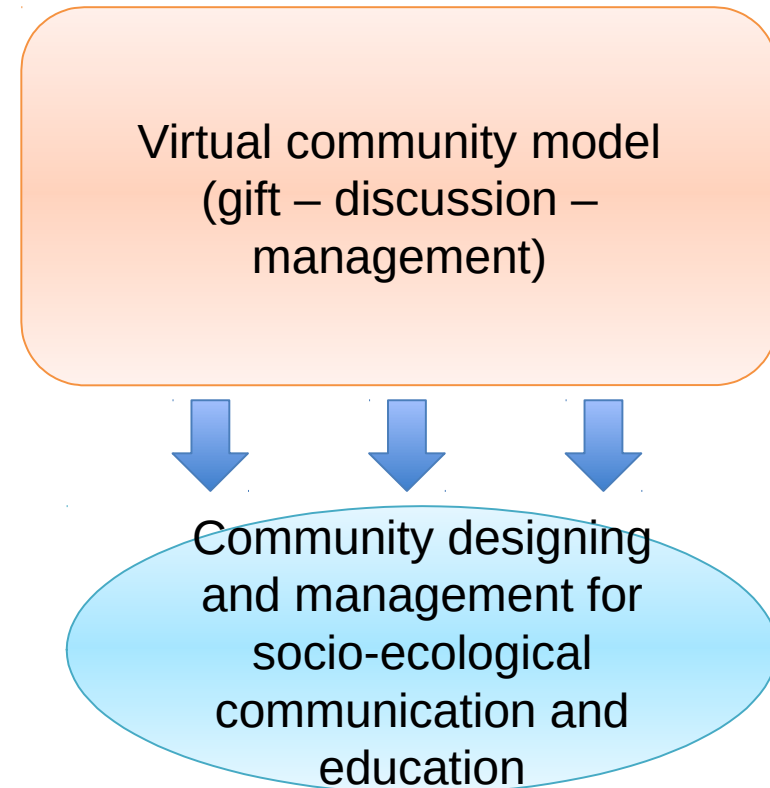 Virtual community model
(gift – discussion –
management)
Community designing
and management for
socio-ecological
communication and
education